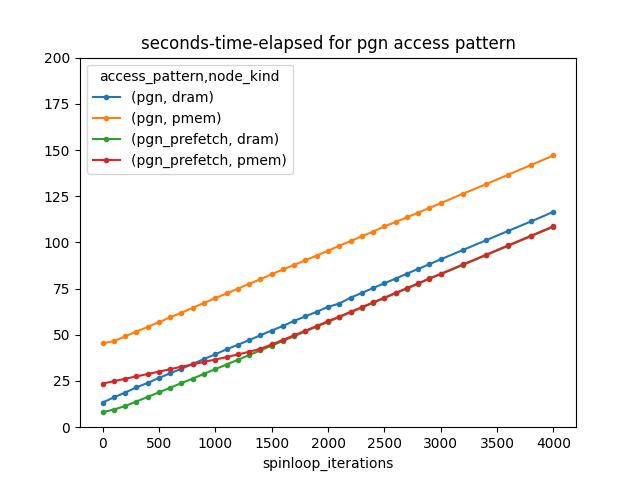 seconds-time-elapsed for pgn access pattern
200
175
150
125
100
75
50
25
0
access_pattern,node_kind
(pgn, dram)
(pgn, pmem)
(pgn_prefetch, dram)
(pgn_prefetch, pmem)
0 500 1000 1500 2000 2500 3000 3500 4000
spinloop_iterations